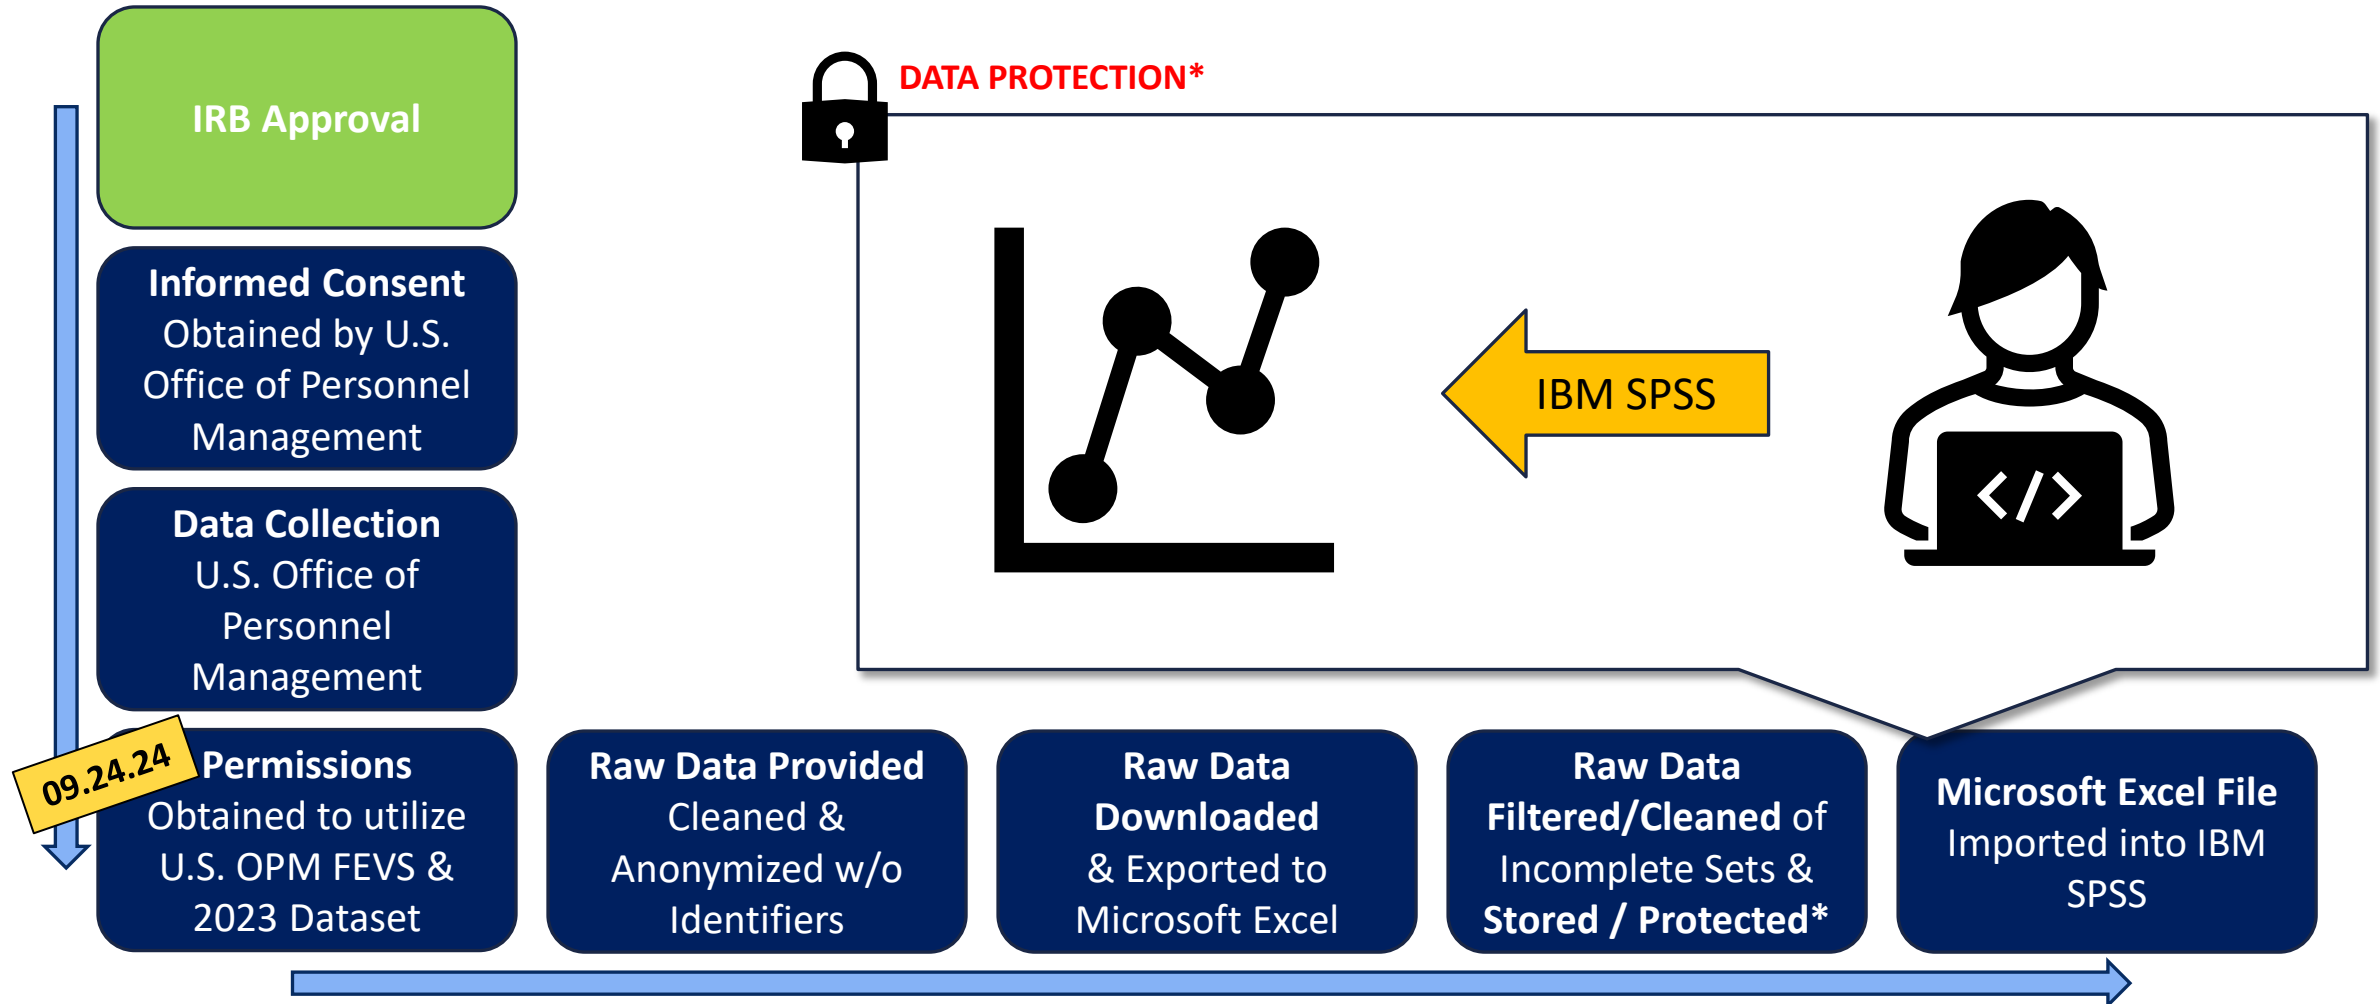 IRB Approval
DATA PROTECTION*
Informed Consent
Obtained by U.S.
Office of Personnel
Management
IBM SPSS
</>
Data Collection
U.S. Office of
Personnel
Management
09.24.24
Permissions
Obtained to utilize
U.S. OPM FEVS &
2023 Dataset
Raw Data Provided
Cleaned &
Anonymized w/o
Identifiers
Raw Data
Downloaded
& Exported to
Microsoft Excel
Raw Data
Filtered/Cleaned of
Incomplete Sets &
Stored / Protected*
Microsoft Excel File
Imported into IBM
SPSS